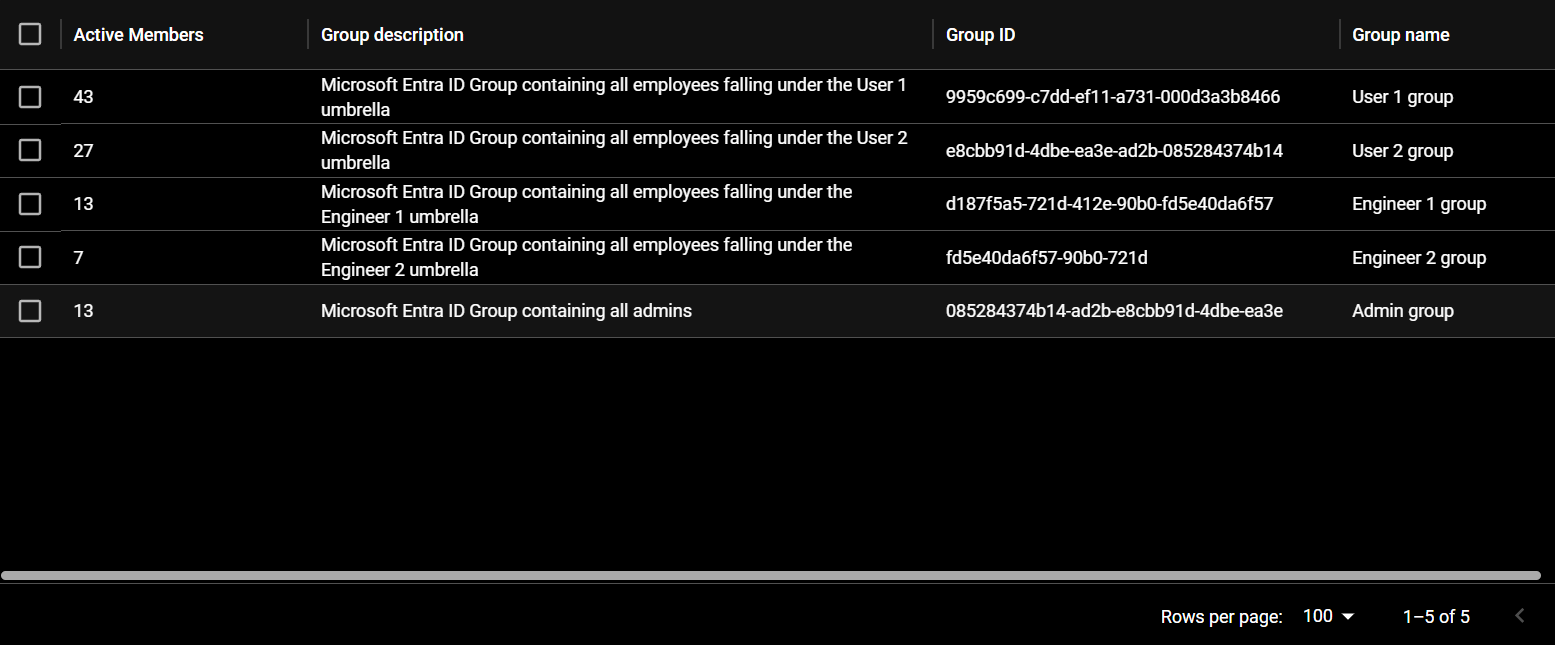 Active Members Group description Group ID Group name
43 Microsoft Entra ID Group containing all employees falling under the User 1 umbrella 9959c699-c7dd-ef11-a731-000d3a3b8466 User 1 group
27 Microsoft Entra ID Group containing all employees falling under the User 2 umbrella e8cbb91d-4dbe-ea3e-ad2b-085284374b14 User 2 group
13 Microsoft Entra ID Group containing all employees falling under the Engineer 1 umbrella d187f5a5-721d-412e-90b0-fd5e40da6f57 Engineer 1 group
7 Microsoft Entra ID Group containing all employees falling under the Engineer 2 umbrella fd5e40da6f57-90b0-721d Engineer 2 group
13 Microsoft Entra ID Group containing all admins 085284374b14-ad2b-e8cbb91d-4dbe-ea3e Admin group
Rows per page: 100 1–5 of 5